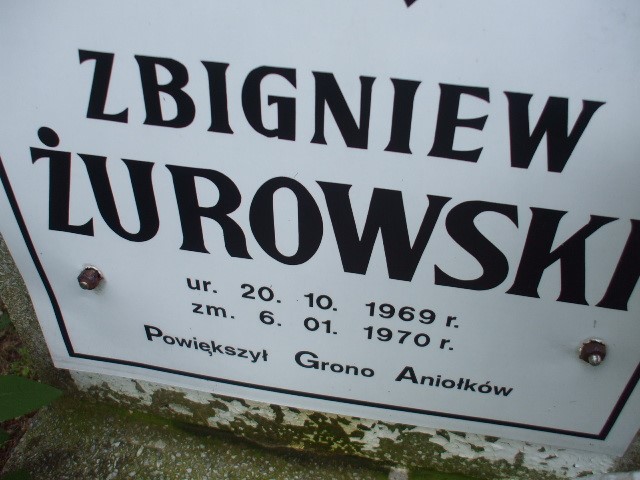 ZBIGNIEW
ŻUROWSKI
ur. 20. 10. 1969 r.
zm. 6. 01. 1970 r.
Powiększył Grono Aniołków